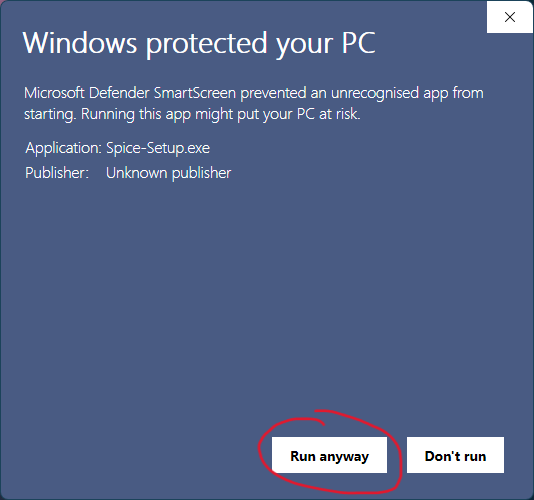 Windows protected your PC
Microsoft Defender SmartScreen prevented an unrecognised app from
starting. Running this app might put your PC at risk.
Application: Spice-Setup.exe
Publisher: Unknown publisher
Run anyway Don't run